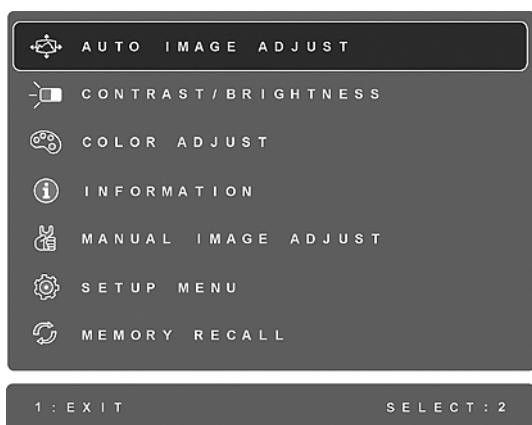 AUTO IMAGE ADJUST
CONTRAST/BRIGHTNESS
COLOR ADJUST
INFORMATION
MANUAL IMAGE ADJUST
SETUP MENU
MEMORY RECALL
1:EXIT SELECT:2